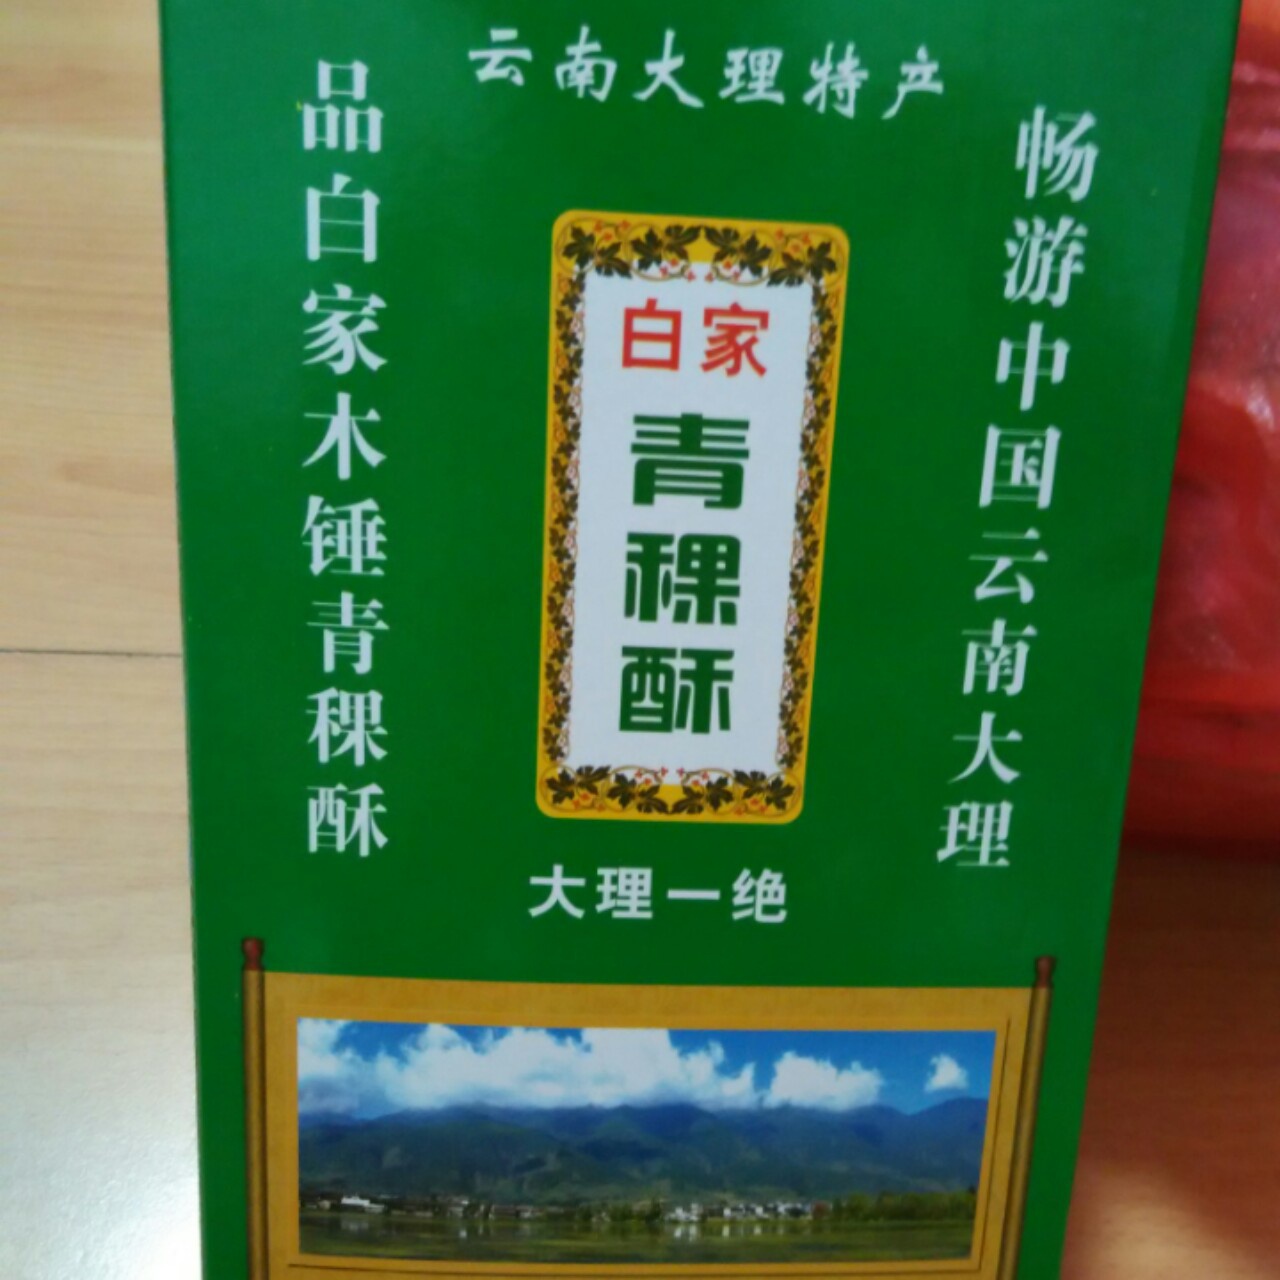 云南大理特产
畅游中国云南大理
品白家木锤青稞酥
白家
青稞酥
大理一绝